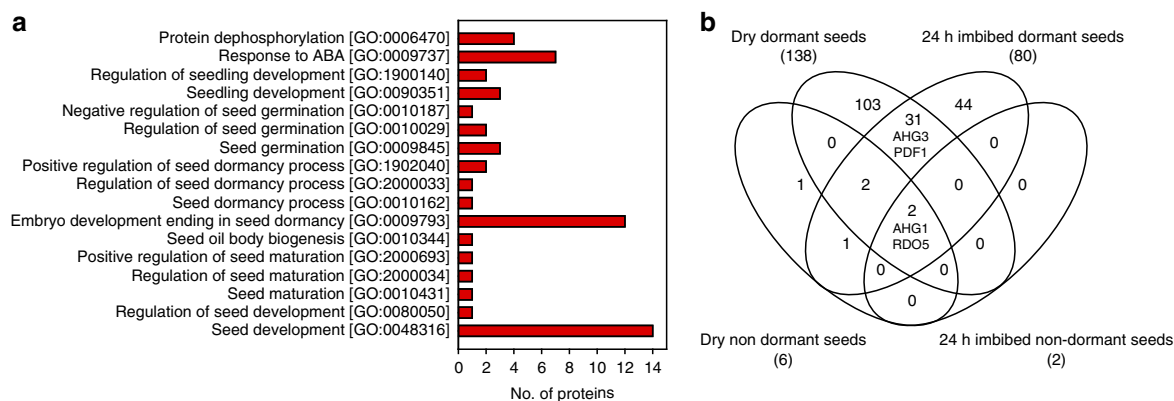 a
Protein dephosphorylation [GO:0006470]
Response to ABA [GO:0009737]
Regulation of seedling development [GO:1900140]
Seedling development [GO:0090351]
Negative regulation of seed germination [GO:0010187]
Regulation of seed germination [GO:0010029]
Seed germination [GO:0009845]
Positive regulation of seed dormancy process [GO:1902040]
Regulation of seed dormancy process [GO:2000033]
Seed dormancy process [GO:0010162]
Embryo development ending in seed dormancy [GO:0009793]
Seed oil body biogenesis [GO:0010344]
Positive regulation of seed maturation [GO:2000693]
Regulation of seed maturation [GO:2000034]
Seed maturation [GO:0010431]
Regulation of seed development [GO:0080050]
Seed development [GO:0048316]
0 2 4 6 8 10 12 14
No. of proteins
b
Dry dormant seeds
(138)
24 h imbibed dormant seeds
(80)
103
44
31
AHG3
PDF1
0
0
1
2
0
0
2
AHG1
RDO5
1
0
0
0
0
Dry non dormant seeds
(6)
24 h imbibed non-dormant seeds
(2)